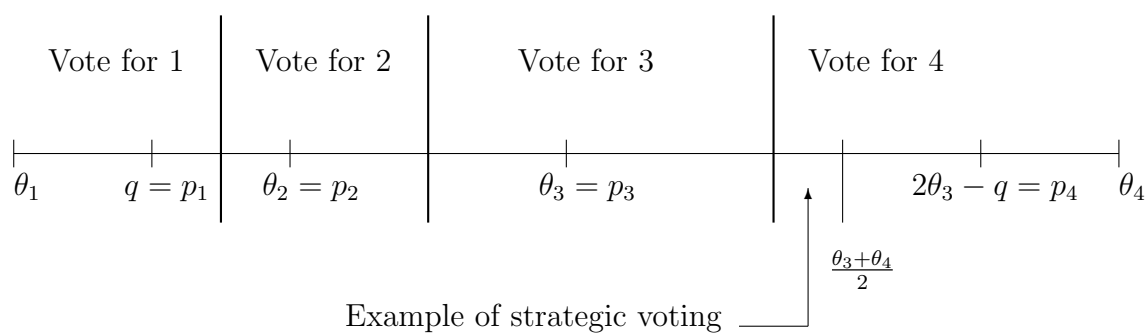 Vote for 1 Vote for 2 Vote for 3 Vote for 4
θ₁ q = p₁ θ₂ = p₂ θ₃ = p₃ 2θ₃ − q = p₄ θ₄
(θ₃+θ₄)/2
Example of strategic voting